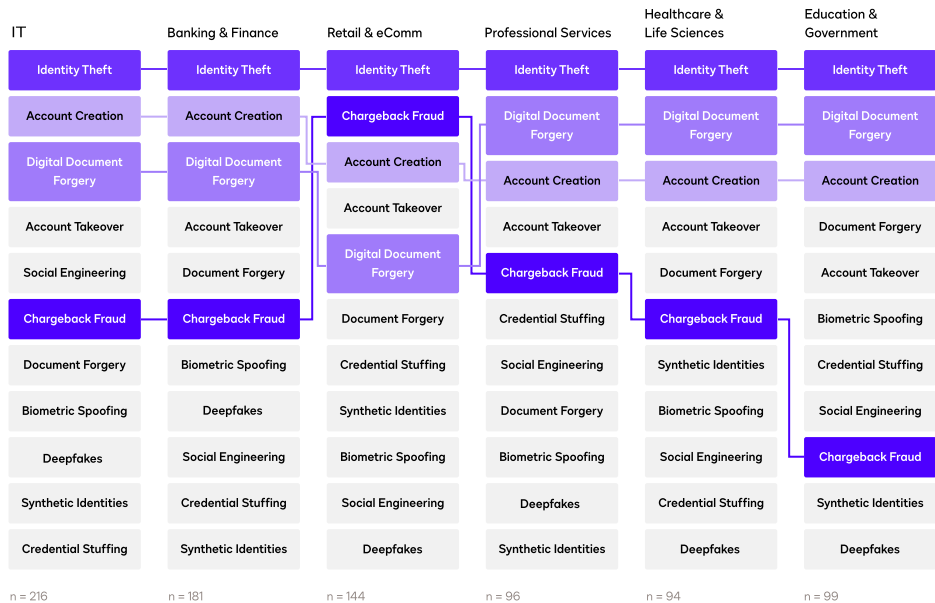 IT
Identity Theft
Account Creation
Digital Document
Forgery
Account Takeover
Social Engineering
Chargeback Fraud
Document Forgery
Biometric Spoofing
Deepfakes
Synthetic Identities
Credential Stuffing
n = 216
Banking & Finance
Identity Theft
Account Creation
Digital Document
Forgery
Account Takeover
Document Forgery
Chargeback Fraud
Biometric Spoofing
Deepfakes
Social Engineering
Credential Stuffing
Synthetic Identities
n = 181
Retail & eComm
Identity Theft
Chargeback Fraud
Account Creation
Account Takeover
Digital Document
Forgery
Document Forgery
Credential Stuffing
Synthetic Identities
Biometric Spoofing
Social Engineering
Deepfakes
n = 144
Professional Services
Identity Theft
Digital Document
Forgery
Account Creation
Account Takeover
Chargeback Fraud
Credential Stuffing
Social Engineering
Document Forgery
Biometric Spoofing
Deepfakes
Synthetic Identities
n = 96
Healthcare &
Life Sciences
Identity Theft
Digital Document
Forgery
Account Creation
Account Takeover
Document Forgery
Chargeback Fraud
Synthetic Identities
Biometric Spoofing
Social Engineering
Credential Stuffing
Deepfakes
n = 94
Education &
Government
Identity Theft
Digital Document
Forgery
Account Creation
Document Forgery
Account Takeover
Biometric Spoofing
Credential Stuffing
Social Engineering
Chargeback Fraud
Synthetic Identities
Deepfakes
n = 99